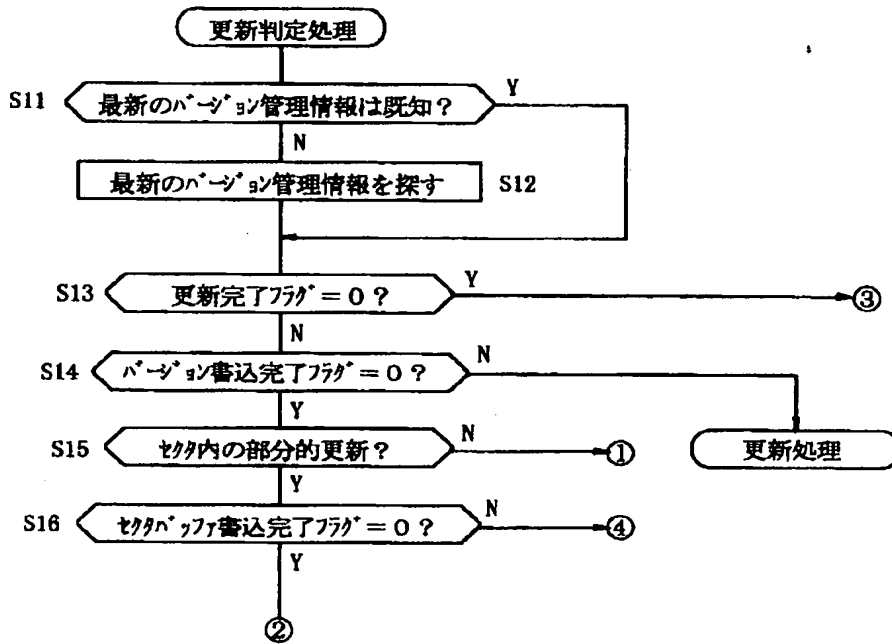 更新判定処理
S11 最新のバージョン管理情報は既知? Y
N
最新のバージョン管理情報を探す S12
S13 更新完了フラグ=0? Y ③
N
S14 バージョン書込完了フラグ=0? N
Y
S15 セクタ内の部分的更新? N ① 更新処理
Y
S16 セクタバッファ書込完了フラグ=0? N ④
Y
②